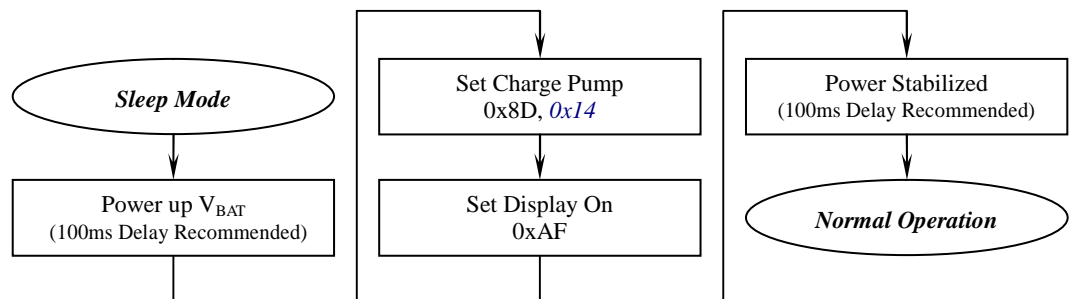 Sleep Mode
Power up VBAT
(100ms Delay Recommended)
Set Charge Pump
0x8D, 0x14
Set Display On
0xAF
Power Stabilized
(100ms Delay Recommended)
Normal Operation